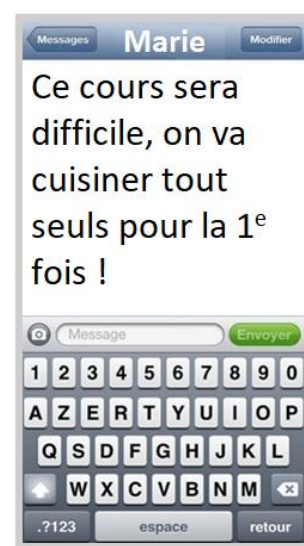 Messages Marie Modifier
Ce cours sera
difficile, on va
cuisiner tout
seuls pour la 1e
fois !
Message Envoyer
1 2 3 4 5 6 7 8 9 0
A Z E R T Y U I O P
Q S D F G H J K L
W X C V B N M
.?123 espace retour